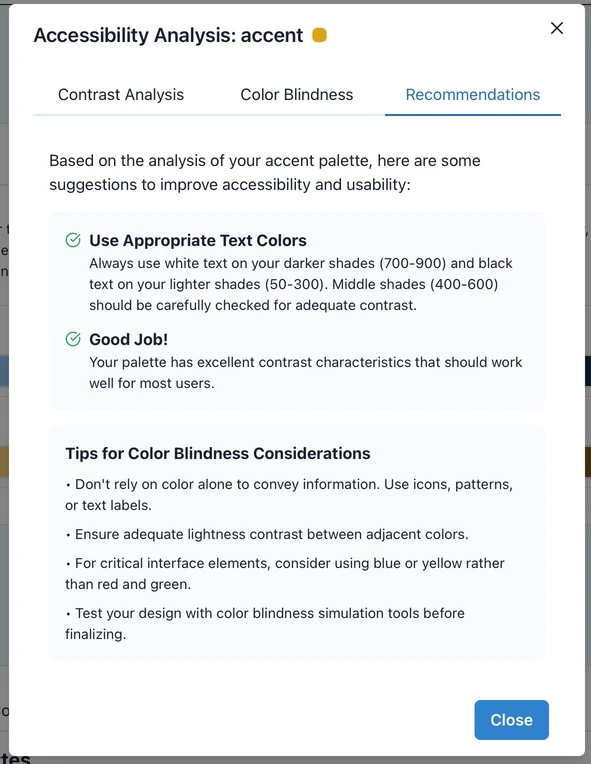 Accessibility Analysis: accent
Contrast Analysis
Color Blindness
Recommendations
Based on the analysis of your accent palette, here are some
suggestions to improve accessibility and usability:
Use Appropriate Text Colors
Always use white text on your darker shades (700-900) and black
text on your lighter shades (50-300). Middle shades (400-600)
should be carefully checked for adequate contrast.
Good Job!
Your palette has excellent contrast characteristics that should work
well for most users.
Tips for Color Blindness Considerations
• Don't rely on color alone to convey information. Use icons, patterns,
or text labels.
• Ensure adequate lightness contrast between adjacent colors.
• For critical interface elements, consider using blue or yellow rather
than red and green.
• Test your design with color blindness simulation tools before
finalizing.
Close